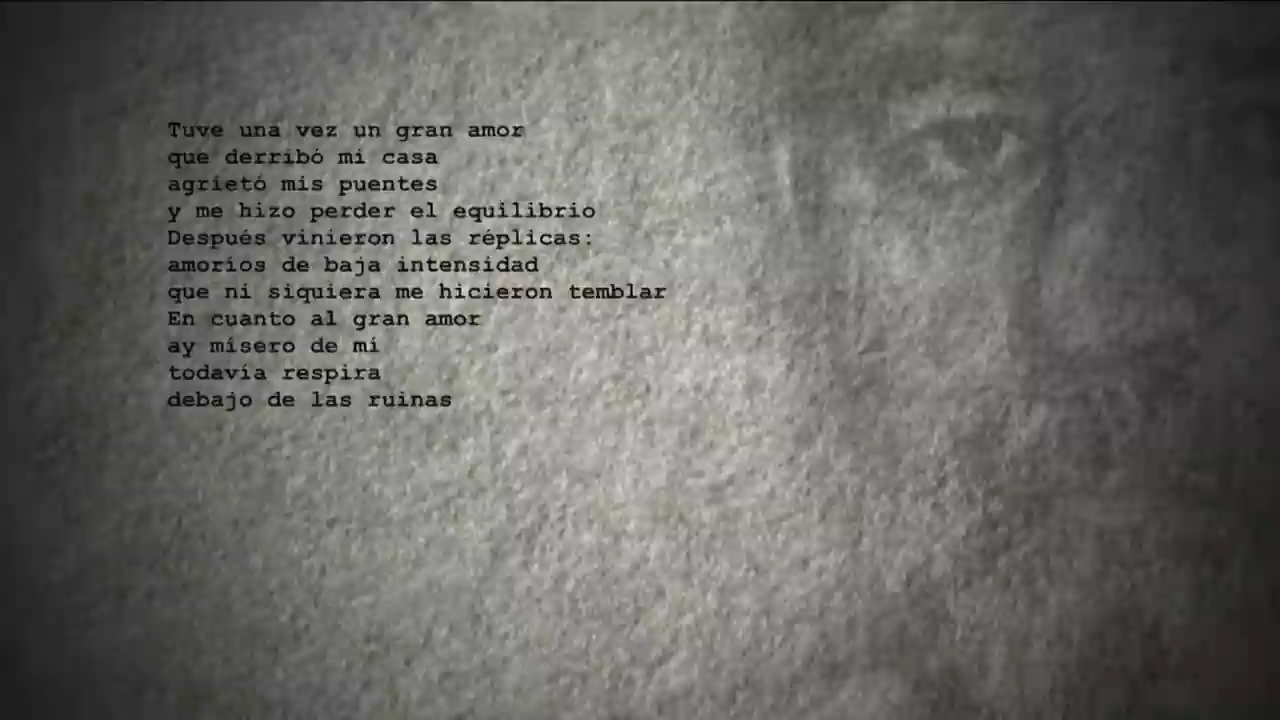 Tuve una vez un gran amor
que derribó mi casa
agrietó mis puentes
y me hizo perder el equilibrio
Después vinieron las réplicas:
amoríos de baja intensidad
que ni siquiera me hicieron temblar
En cuanto al gran amor
ay mísero de mí
todavía respira
debajo de las ruinas